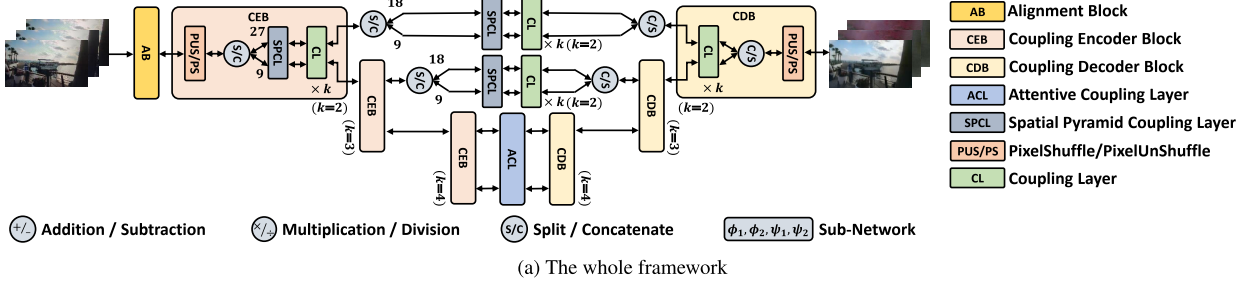 CEB
27
9
AB
PUS/PS
S/C
SPCL
CL
× k
(k=2)
S/C
18
9
SPCL
CL
× k (k=2)
C/S
CEB
(k=3)
S/C
18
9
SPCL
CL
× k (k=2)
C/S
CDB
(k=3)
CEB
(k=4)
ACL
CDB
(k=4)
CDB
CL
C/S
PUS/PS
× k
(k=2)
AB Alignment Block
CEB Coupling Encoder Block
CDB Coupling Decoder Block
ACL Attentive Coupling Layer
SPCL Spatial Pyramid Coupling Layer
PUS/PS PixelShuffle/PixelUnShuffle
CL Coupling Layer
+/- Addition / Subtraction
×/÷ Multiplication / Division
S/C Split / Concatenate
ϕ₁, ϕ₂, ψ₁, ψ₂ Sub-Network
(a) The whole framework